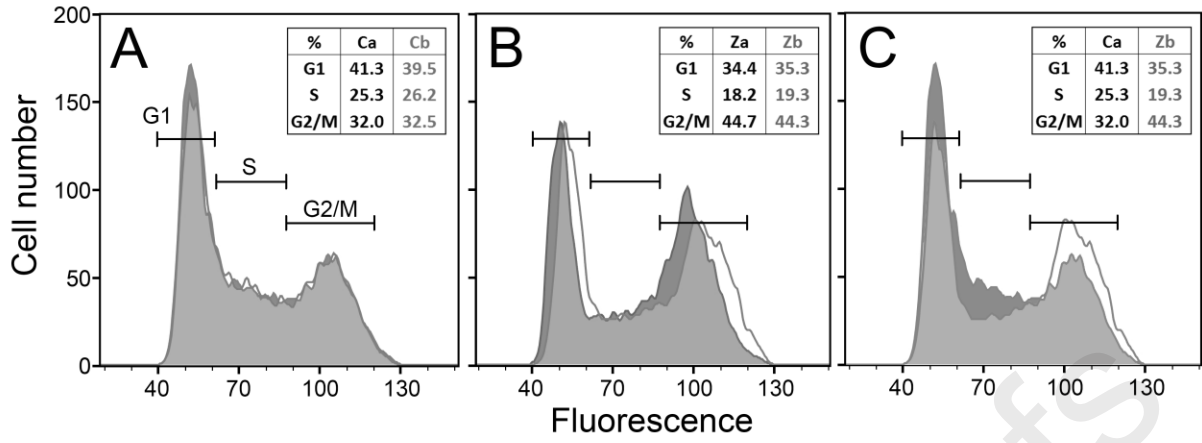 A
% Ca Cb
G1 41.3 39.5
S 25.3 26.2
G2/M 32.0 32.5
G1
S
G2/M
B
% Za Zb
G1 34.4 35.3
S 18.2 19.3
G2/M 44.7 44.3
C
% Ca Zb
G1 41.3 35.3
S 25.3 19.3
G2/M 32.0 44.3
Cell number
200
150
100
50
0
40 70 100 130
40 70 100 130
40 70 100 130
Fluorescence
fs